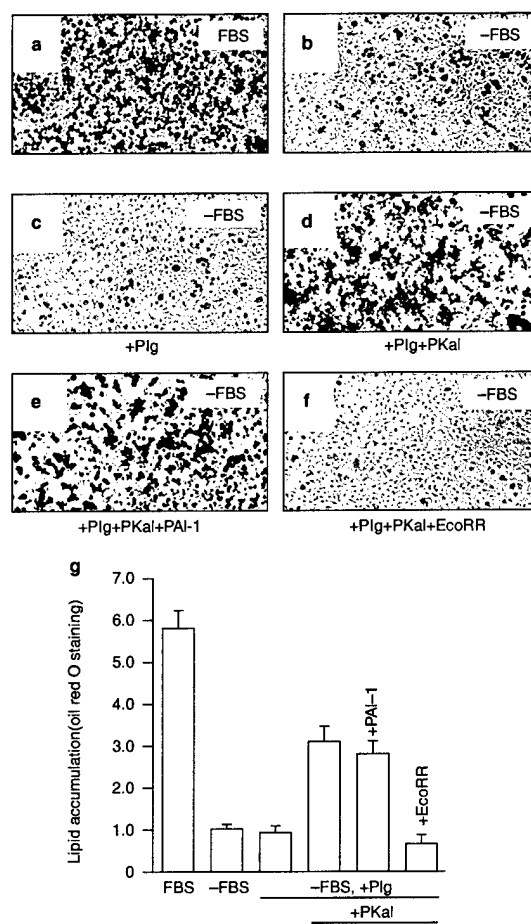 a
FBS
b
–FBS
c
–FBS
d
–FBS
+Plg
+Plg+PKal
e
–FBS
f
–FBS
+Plg+PKal+PAI-1
+Plg+PKal+EcoRR
g
Lipid accumulation(oil red O staining)
7.0
6.0
5.0
4.0
3.0
2.0
1.0
0
+PAI-1
+EcoRR
FBS
–FBS
–FBS, +Plg
+PKal